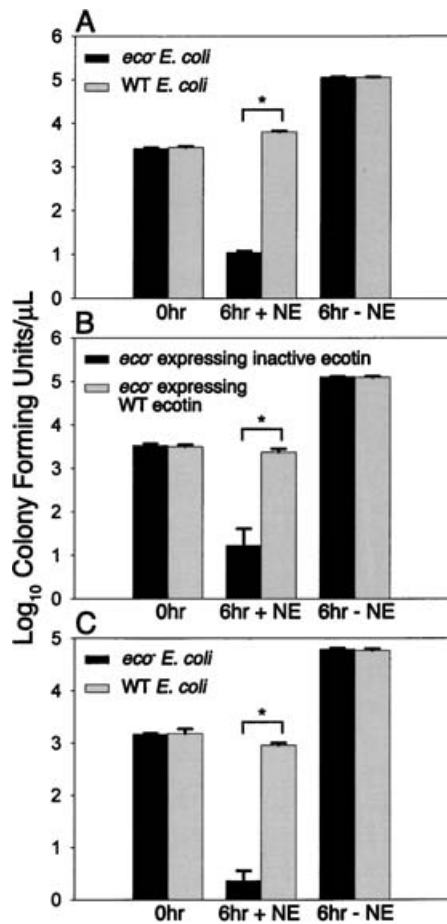 A
eco- E. coli
WT E. coli
*
6
5
4
3
2
1
0
0hr 6hr + NE 6hr - NE
B
eco- expressing inactive ecotin
eco- expressing
WT ecotin
*
6
5
4
3
2
1
0
0hr 6hr + NE 6hr - NE
C
eco- E. coli
WT E. coli
*
5
4
3
2
1
0
0hr 6hr + NE 6hr - NE
Log10 Colony Forming Units/μL